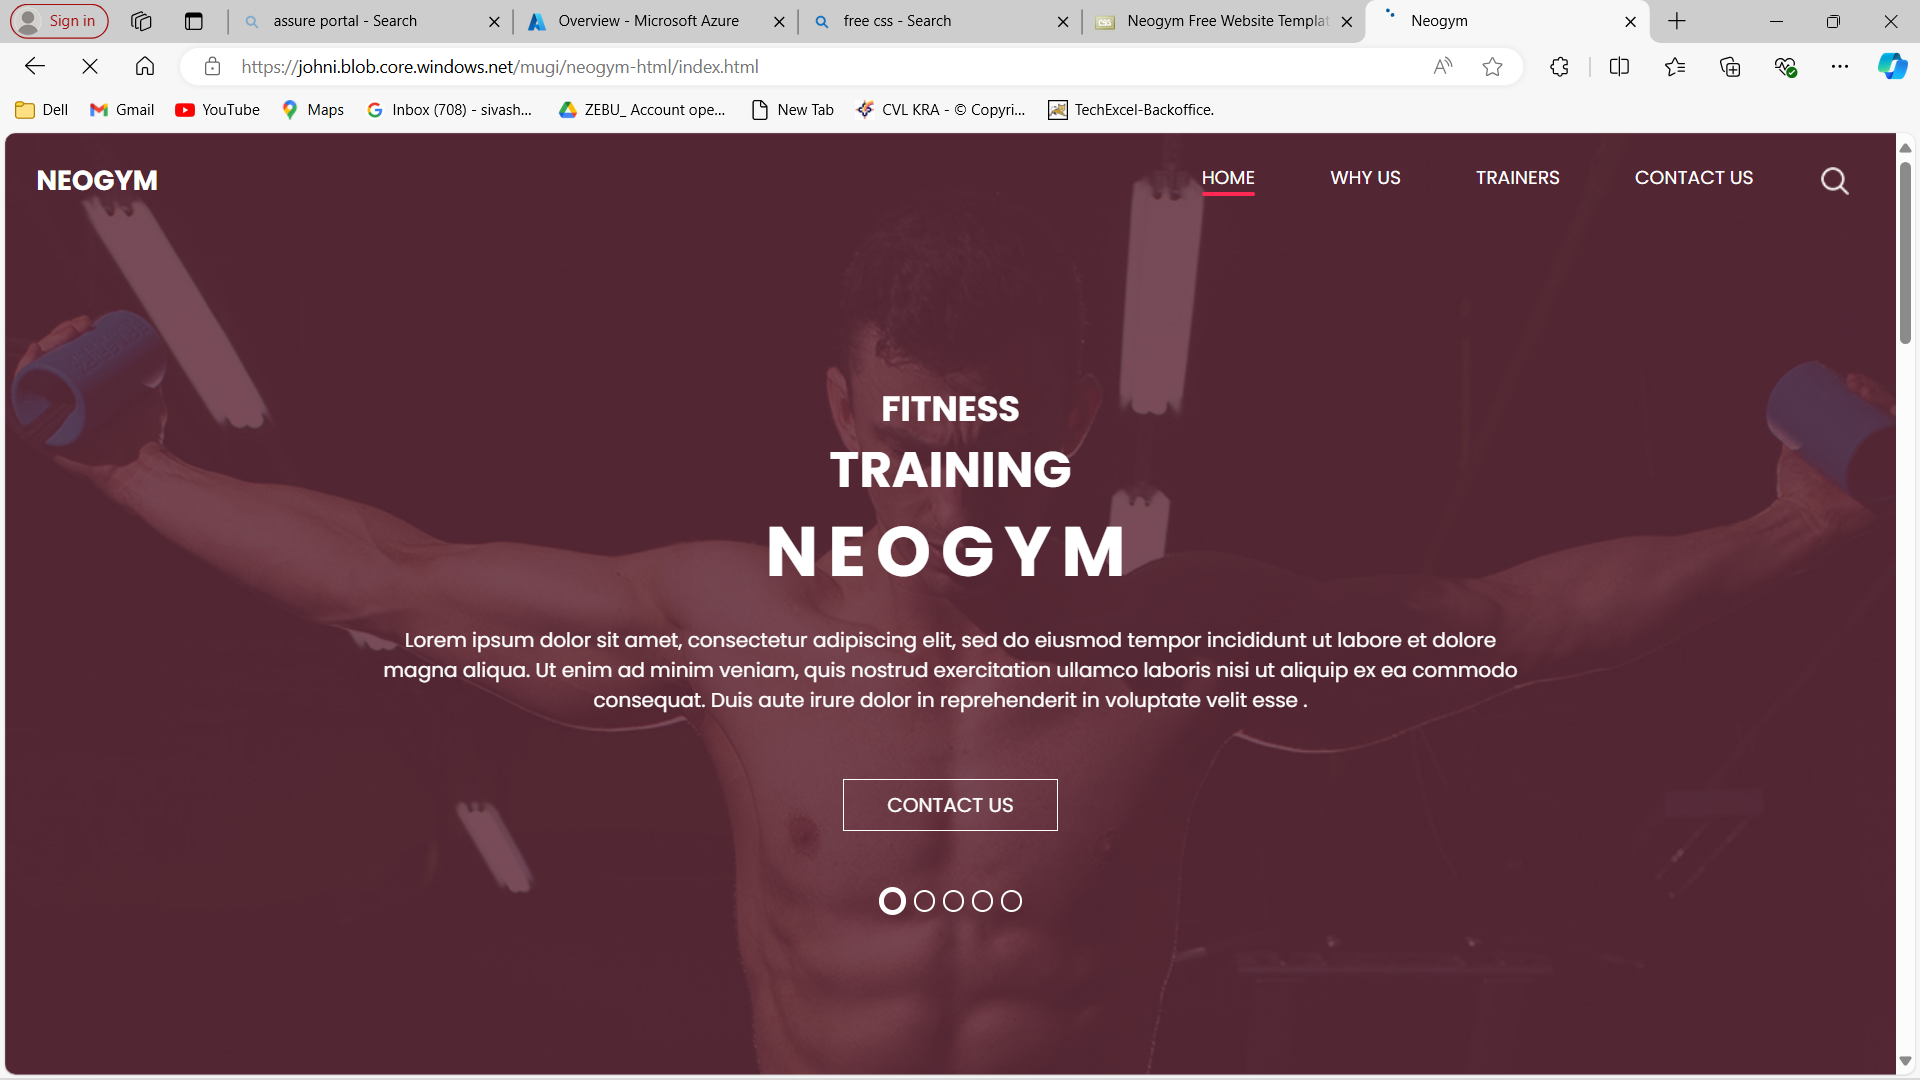 Sign in
assure portal - Search
Overview - Microsoft Azure
free css - Search
Neogym Free Website Templat
Neogym
https://johni.blob.core.windows.net/mugi/neogym-html/index.html
Dell
Gmail
YouTube
Maps
Inbox (708) - sivash...
ZEBU_ Account ope...
New Tab
CVL KRA - © Copyri...
TechExcel-Backoffice.
NEOGYM
HOME
WHY US
TRAINERS
CONTACT US
FITNESS
TRAINING
NEOGYM
Lorem ipsum dolor sit amet, consectetur adipiscing elit, sed do eiusmod tempor incididunt ut labore et dolore
magna aliqua. Ut enim ad minim veniam, quis nostrud exercitation ullamco laboris nisi ut aliquip ex ea commodo
consequat. Duis aute irure dolor in reprehenderit in voluptate velit esse .
CONTACT US